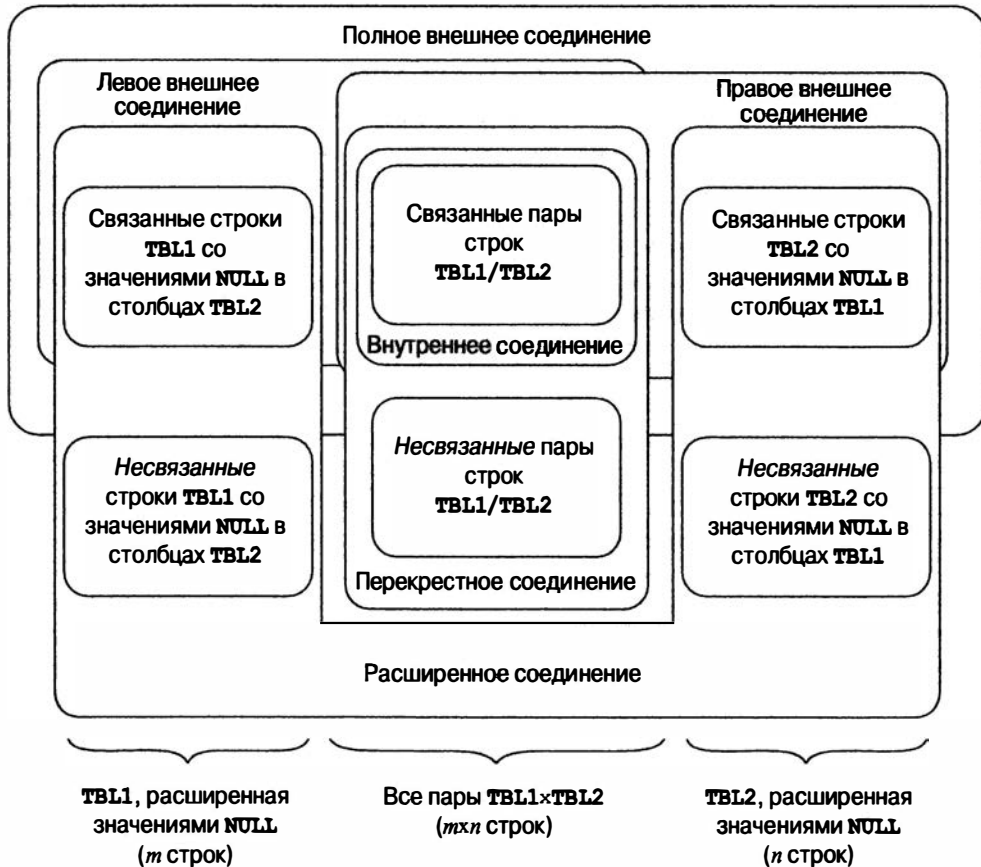 Полное внешнее соединение
Левое внешнее
соединение
Правое внешнее
соединение
Связанные строки
TBL1 со
значениями NULL в
столбцах TBL2
Связанные пары
строк
TBL1/TBL2
Связанные строки
TBL2 со
значениями NULL в
столбцах TBL1
Внутреннее соединение
Несвязанные
строки TBL1 со
значениями NULL в
столбцах TBL2
Несвязанные пары
строк
TBL1/TBL2
Несвязанные
строки TBL2 со
значениями NULL в
столбцах TBL1
Перекрестное соединение
Расширенное соединение
TBL1, расширенная
значениями NULL
(m строк)
Все пары TBL1×TBL2
(m×n строк)
TBL2, расширенная
значениями NULL
(n строк)